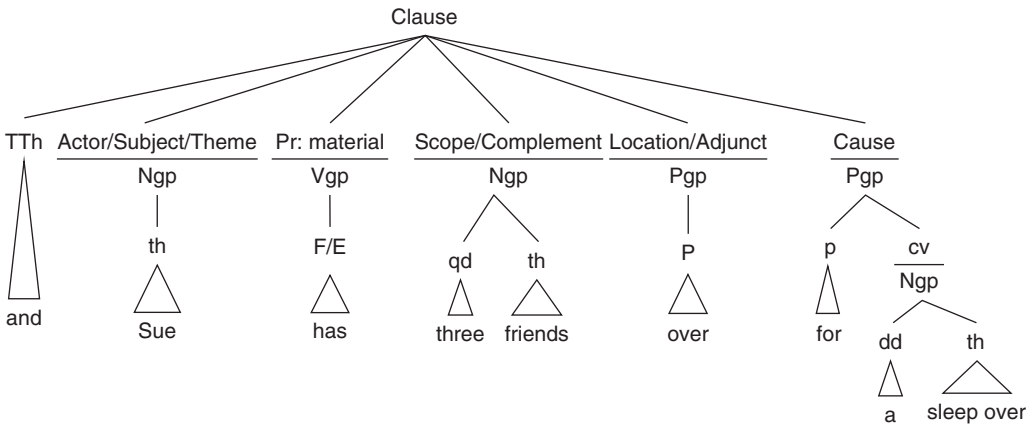 Clause
TTh Actor/Subject/Theme Pr: material Scope/Complement Location/Adjunct Cause
Ngp Vgp Ngp Pgp Pgp
th F/E qd th P p cv
Ngp
and Sue has three friends over for dd th
a sleep over